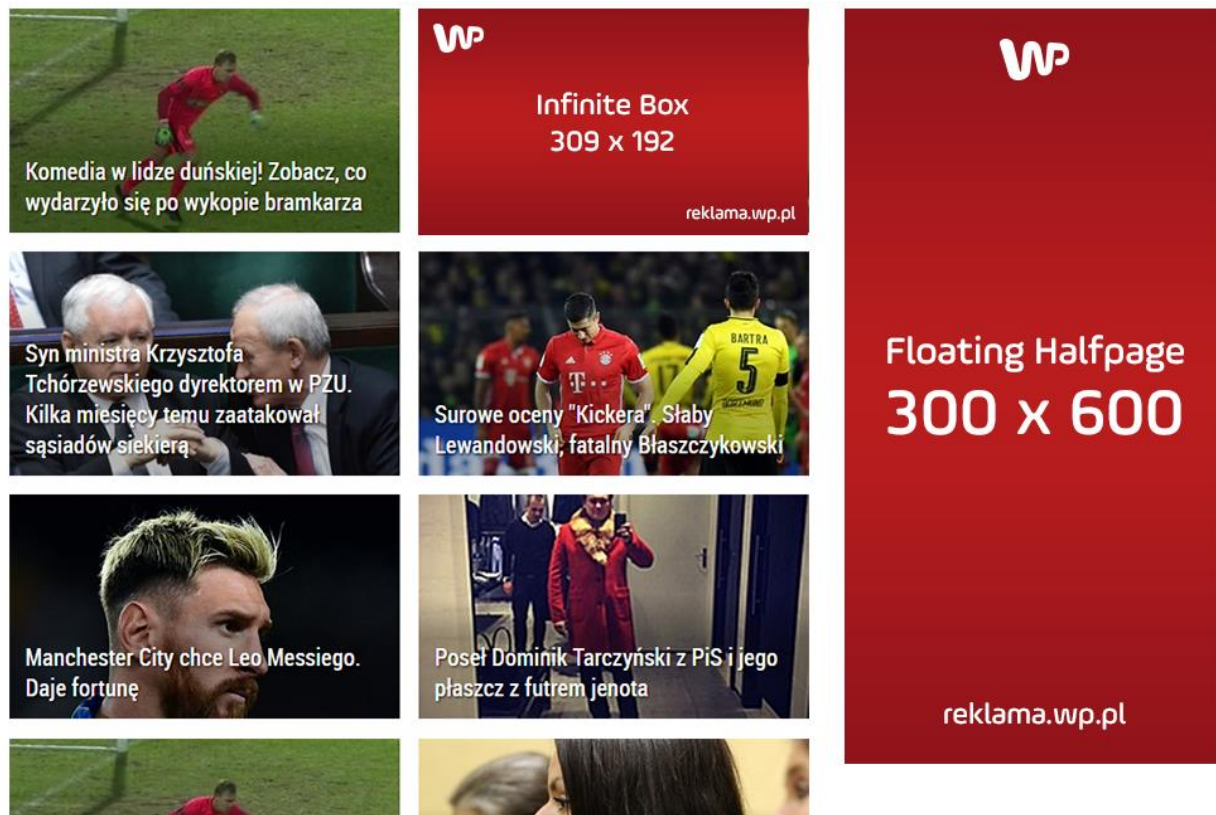 Komedia w lidze duńskiej! Zobacz, co
wydarzyło się po wykopie bramkarza
WP
Infinite Box
309 x 192
reklama.wp.pl
Syn ministra Krzysztofa
Tchórzewskiego dyrektorem w PZU.
Kilka miesięcy temu zaatakował
sąsiadów siekierą
BARTRA
5
DORTMUND
Surowe oceny "Kickera". Słaby
Lewandowski, fatalny Błaszczykowski
Manchester City chce Leo Messiego.
Daje fortunę
Poseł Dominik Tarczyński z PiS i jego
płaszcz z futrem jenota
WP
Floating Halfpage
300 x 600
reklama.wp.pl